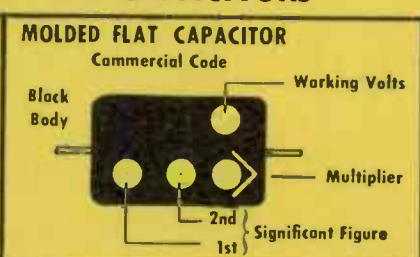 MOLDED FLAT CAPACITOR
Commercial Code
Working Volts
Black
Body
Multiplier
2nd
Significant Figure
1st